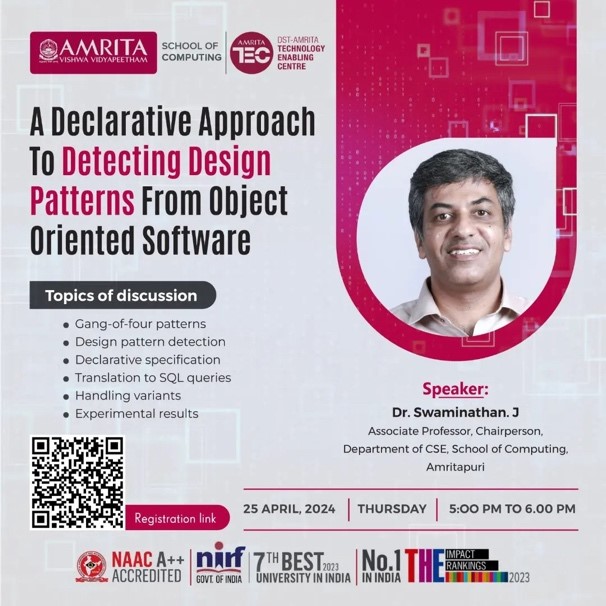 AMRITA
VISHWA VIDYAPEETHAM
SCHOOL OF
COMPUTING
AMRITA
TEC
DST-AMRITA
TECHNOLOGY
ENABLING
CENTRE
A Declarative Approach
To Detecting Design
Patterns From Object
Oriented Software
Topics of discussion
Gang-of-four patterns
Design pattern detection
Declarative specification
Translation to SQL queries
Handling variants
Experimental results
Speaker:
Dr. Swaminathan. J
Associate Professor, Chairperson,
Department of CSE, School of Computing,
Amritapuri
Registration link
25 APRIL, 2024 | THURSDAY | 5:00 PM TO 6.00 PM
NAAC A++
ACCREDITED
nirf
GOVT. OF INDIA
7TH BEST 2023
UNIVERSITY IN INDIA
No.1
IN INDIA
THE IMPACT
RANKINGS
2023